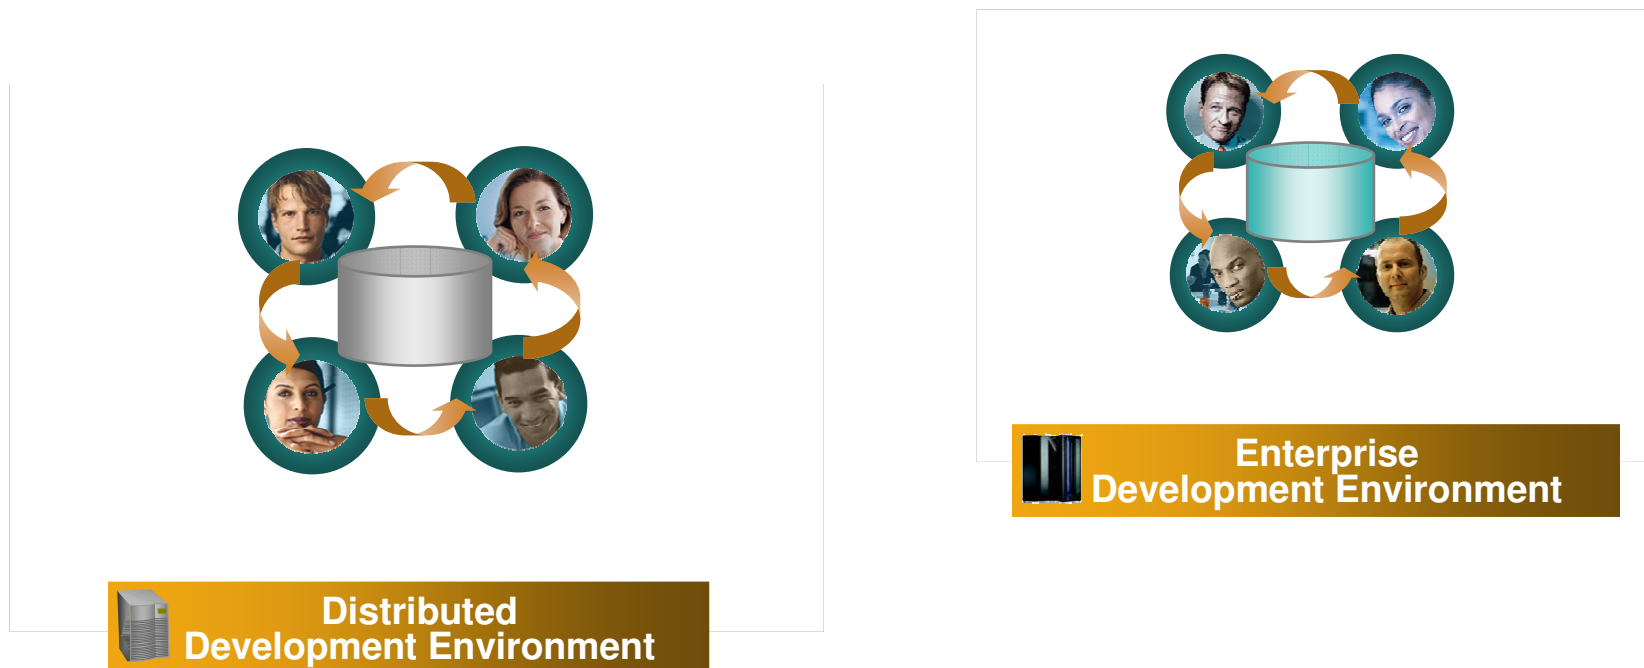 Distributed
Development Environment
Enterprise
Development Environment